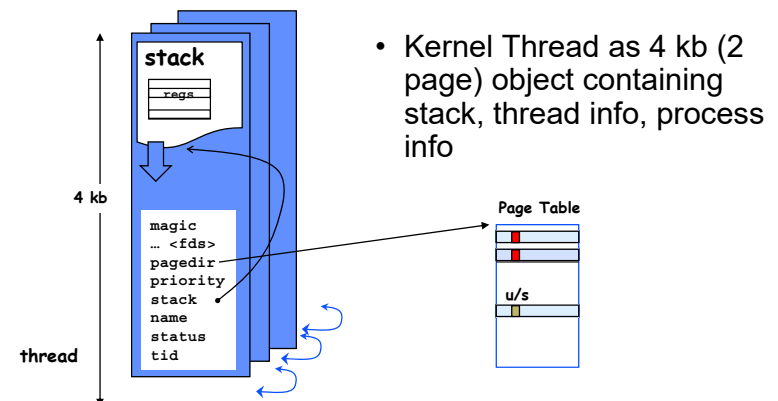 stack
regs
4 kb
magic
… <fds>
pagedir
priority
stack
name
status
tid
thread
• Kernel Thread as 4 kb (2
page) object containing
stack, thread info, process
info
Page Table
u/s